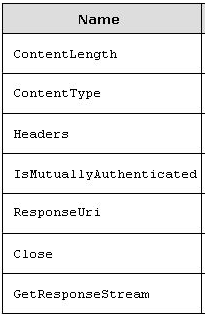 Name
ContentLength
ContentType
Headers
IsMutuallyAuthenticated
ResponseUri
Close
GetResponseStream